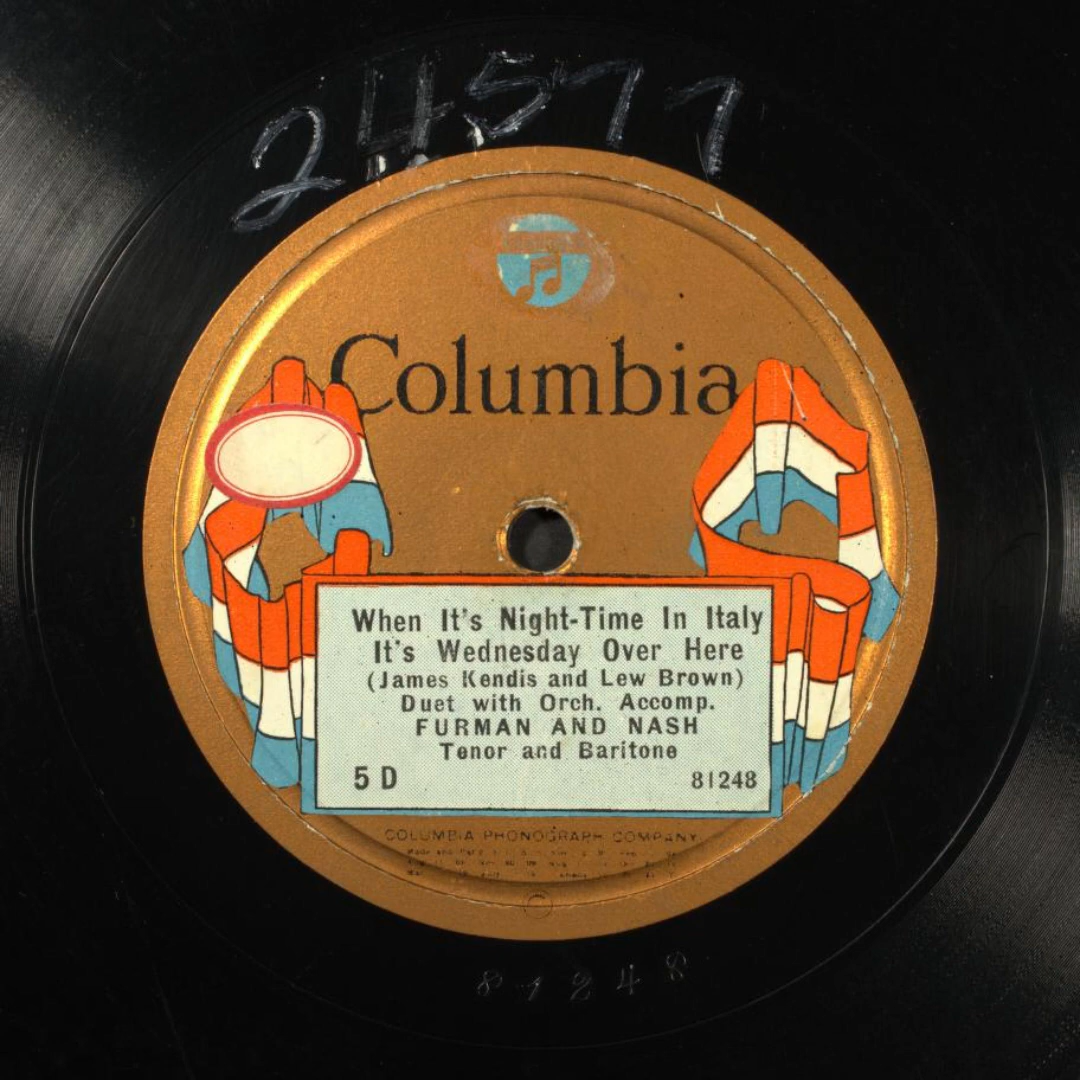 24577
Columbia
When It's Night-Time In Italy
It's Wednesday Over Here
(James Kendis and Lew Brown)
Duet with Orch. Accomp.
FURMAN AND NASH
Tenor and Baritone
5 D 81248
COLUMBIA PHONOGRAPH COMPANY
C
81248